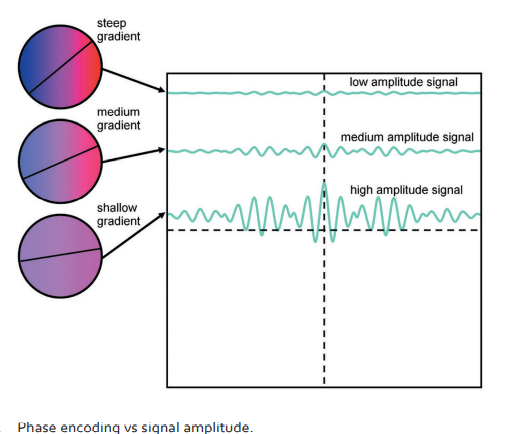 steep
gradient
low amplitude signal
medium
gradient
medium amplitude signal
high amplitude signal
shallow
gradient
Phase encoding vs signal amplitude.